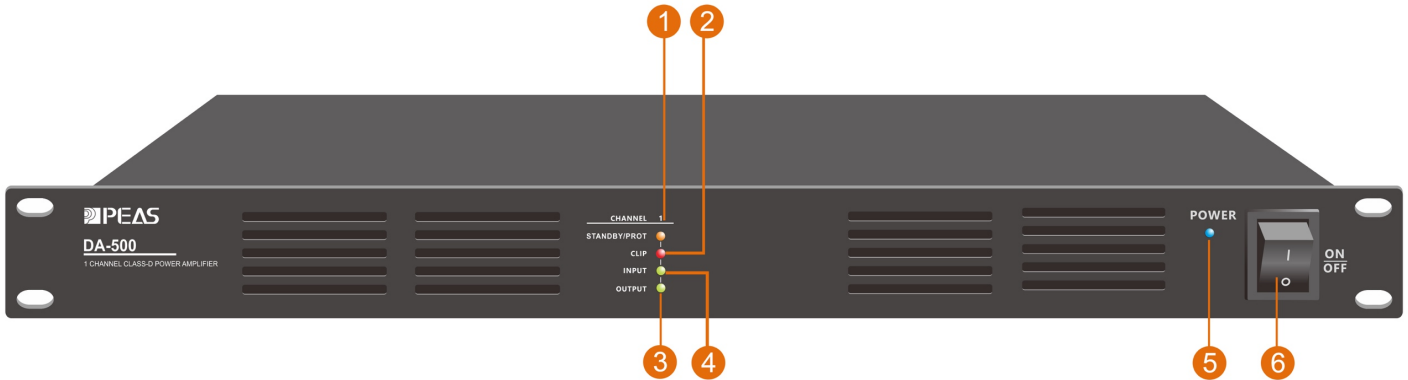 1 2
PEAS
DA-500
1 CHANNEL CLASS-D POWER AMPLIFIER
CHANNEL 1
STANDBY/PROT
CLIP
INPUT
OUTPUT
POWER
I
O
ON
OFF
3 4 5 6